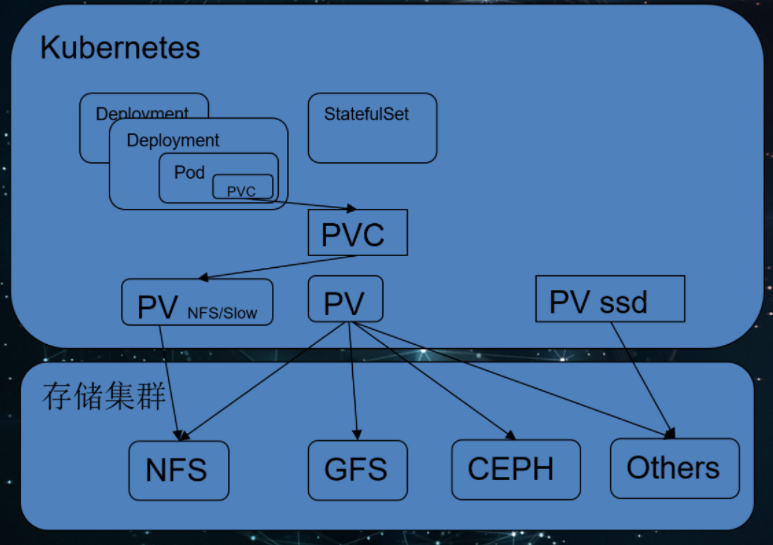 Kubernetes
Deployment
StatefulSet
Deployment
Pod
PVC
PVC
PV NFS/Slow
PV
PV ssd
存储集群
NFS
GFS
CEPH
Others